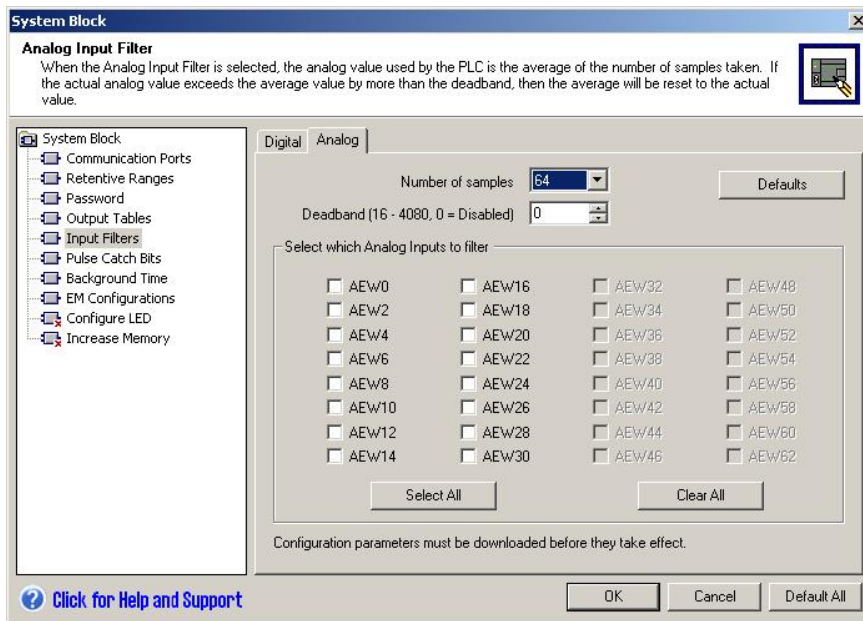 System Block
Analog Input Filter
When the Analog Input Filter is selected, the analog value used by the PLC is the average of the number of samples taken. If
the actual analog value exceeds the average value by more than the deadband, then the average will be reset to the actual
value.
System Block
Communication Ports
Retentive Ranges
Password
Output Tables
Input Filters
Pulse Catch Bits
Background Time
EM Configurations
Configure LED
Increase Memory
Digital Analog
Number of samples 64 Defaults
Deadband (16 - 4080, 0 = Disabled) 0
Select which Analog Inputs to filter
AEW0 AEW16 AEW32 AEW48
AEW2 AEW18 AEW34 AEW50
AEW4 AEW20 AEW36 AEW52
AEW6 AEW22 AEW38 AEW54
AEW8 AEW24 AEW40 AEW56
AEW10 AEW26 AEW42 AEW58
AEW12 AEW28 AEW44 AEW60
AEW14 AEW30 AEW46 AEW62
Select All Clear All
Configuration parameters must be downloaded before they take effect.
Click for Help and Support OK Cancel Default All